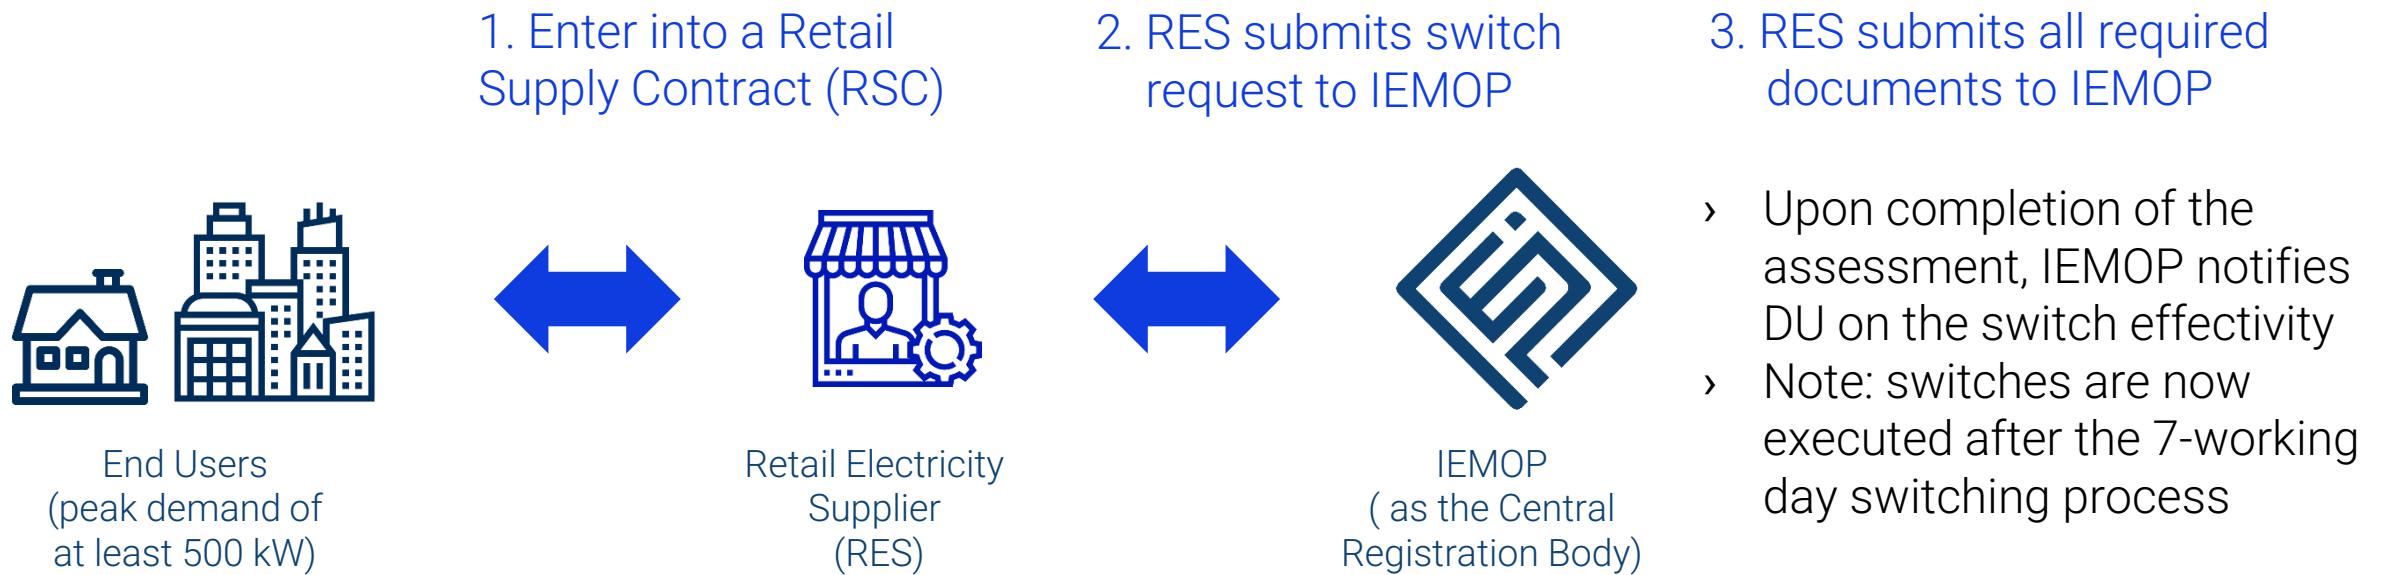 1. Enter into a Retail
Supply Contract (RSC)
2. RES submits switch
request to IEMOP
3. RES submits all required
documents to IEMOP
End Users
(peak demand of
at least 500 kW)
Retail Electricity
Supplier
(RES)
IEMOP
( as the Central
Registration Body)
› Upon completion of the
assessment, IEMOP notifies
DU on the switch effectivity
› Note: switches are now
executed after the 7-working
day switching process